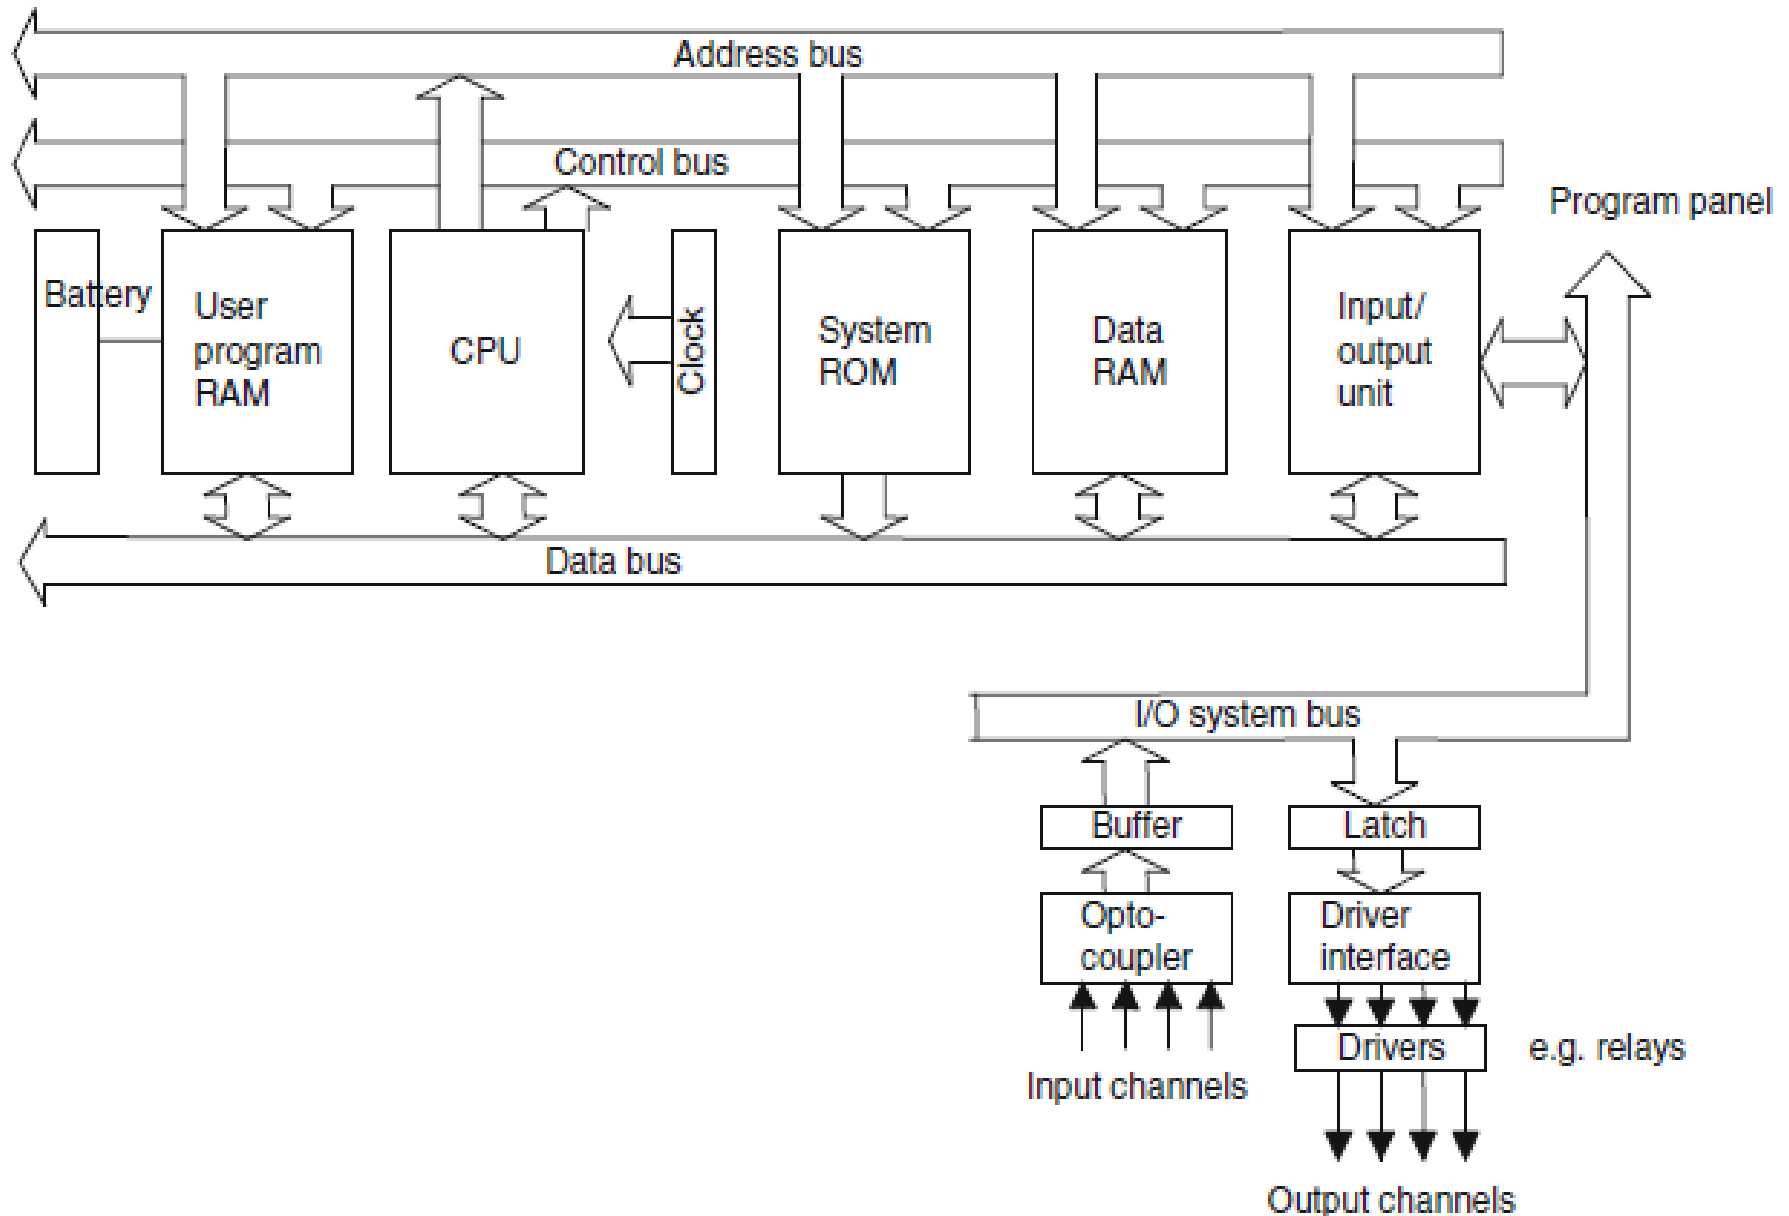 Address bus
Control bus
Program panel
Battery
User
program
RAM
CPU
Clock
System
ROM
Data
RAM
Input/
output
unit
Data bus
I/O system bus
Buffer
Latch
Opto-
coupler
Driver
interface
Drivers
e.g. relays
Input channels
Output channels